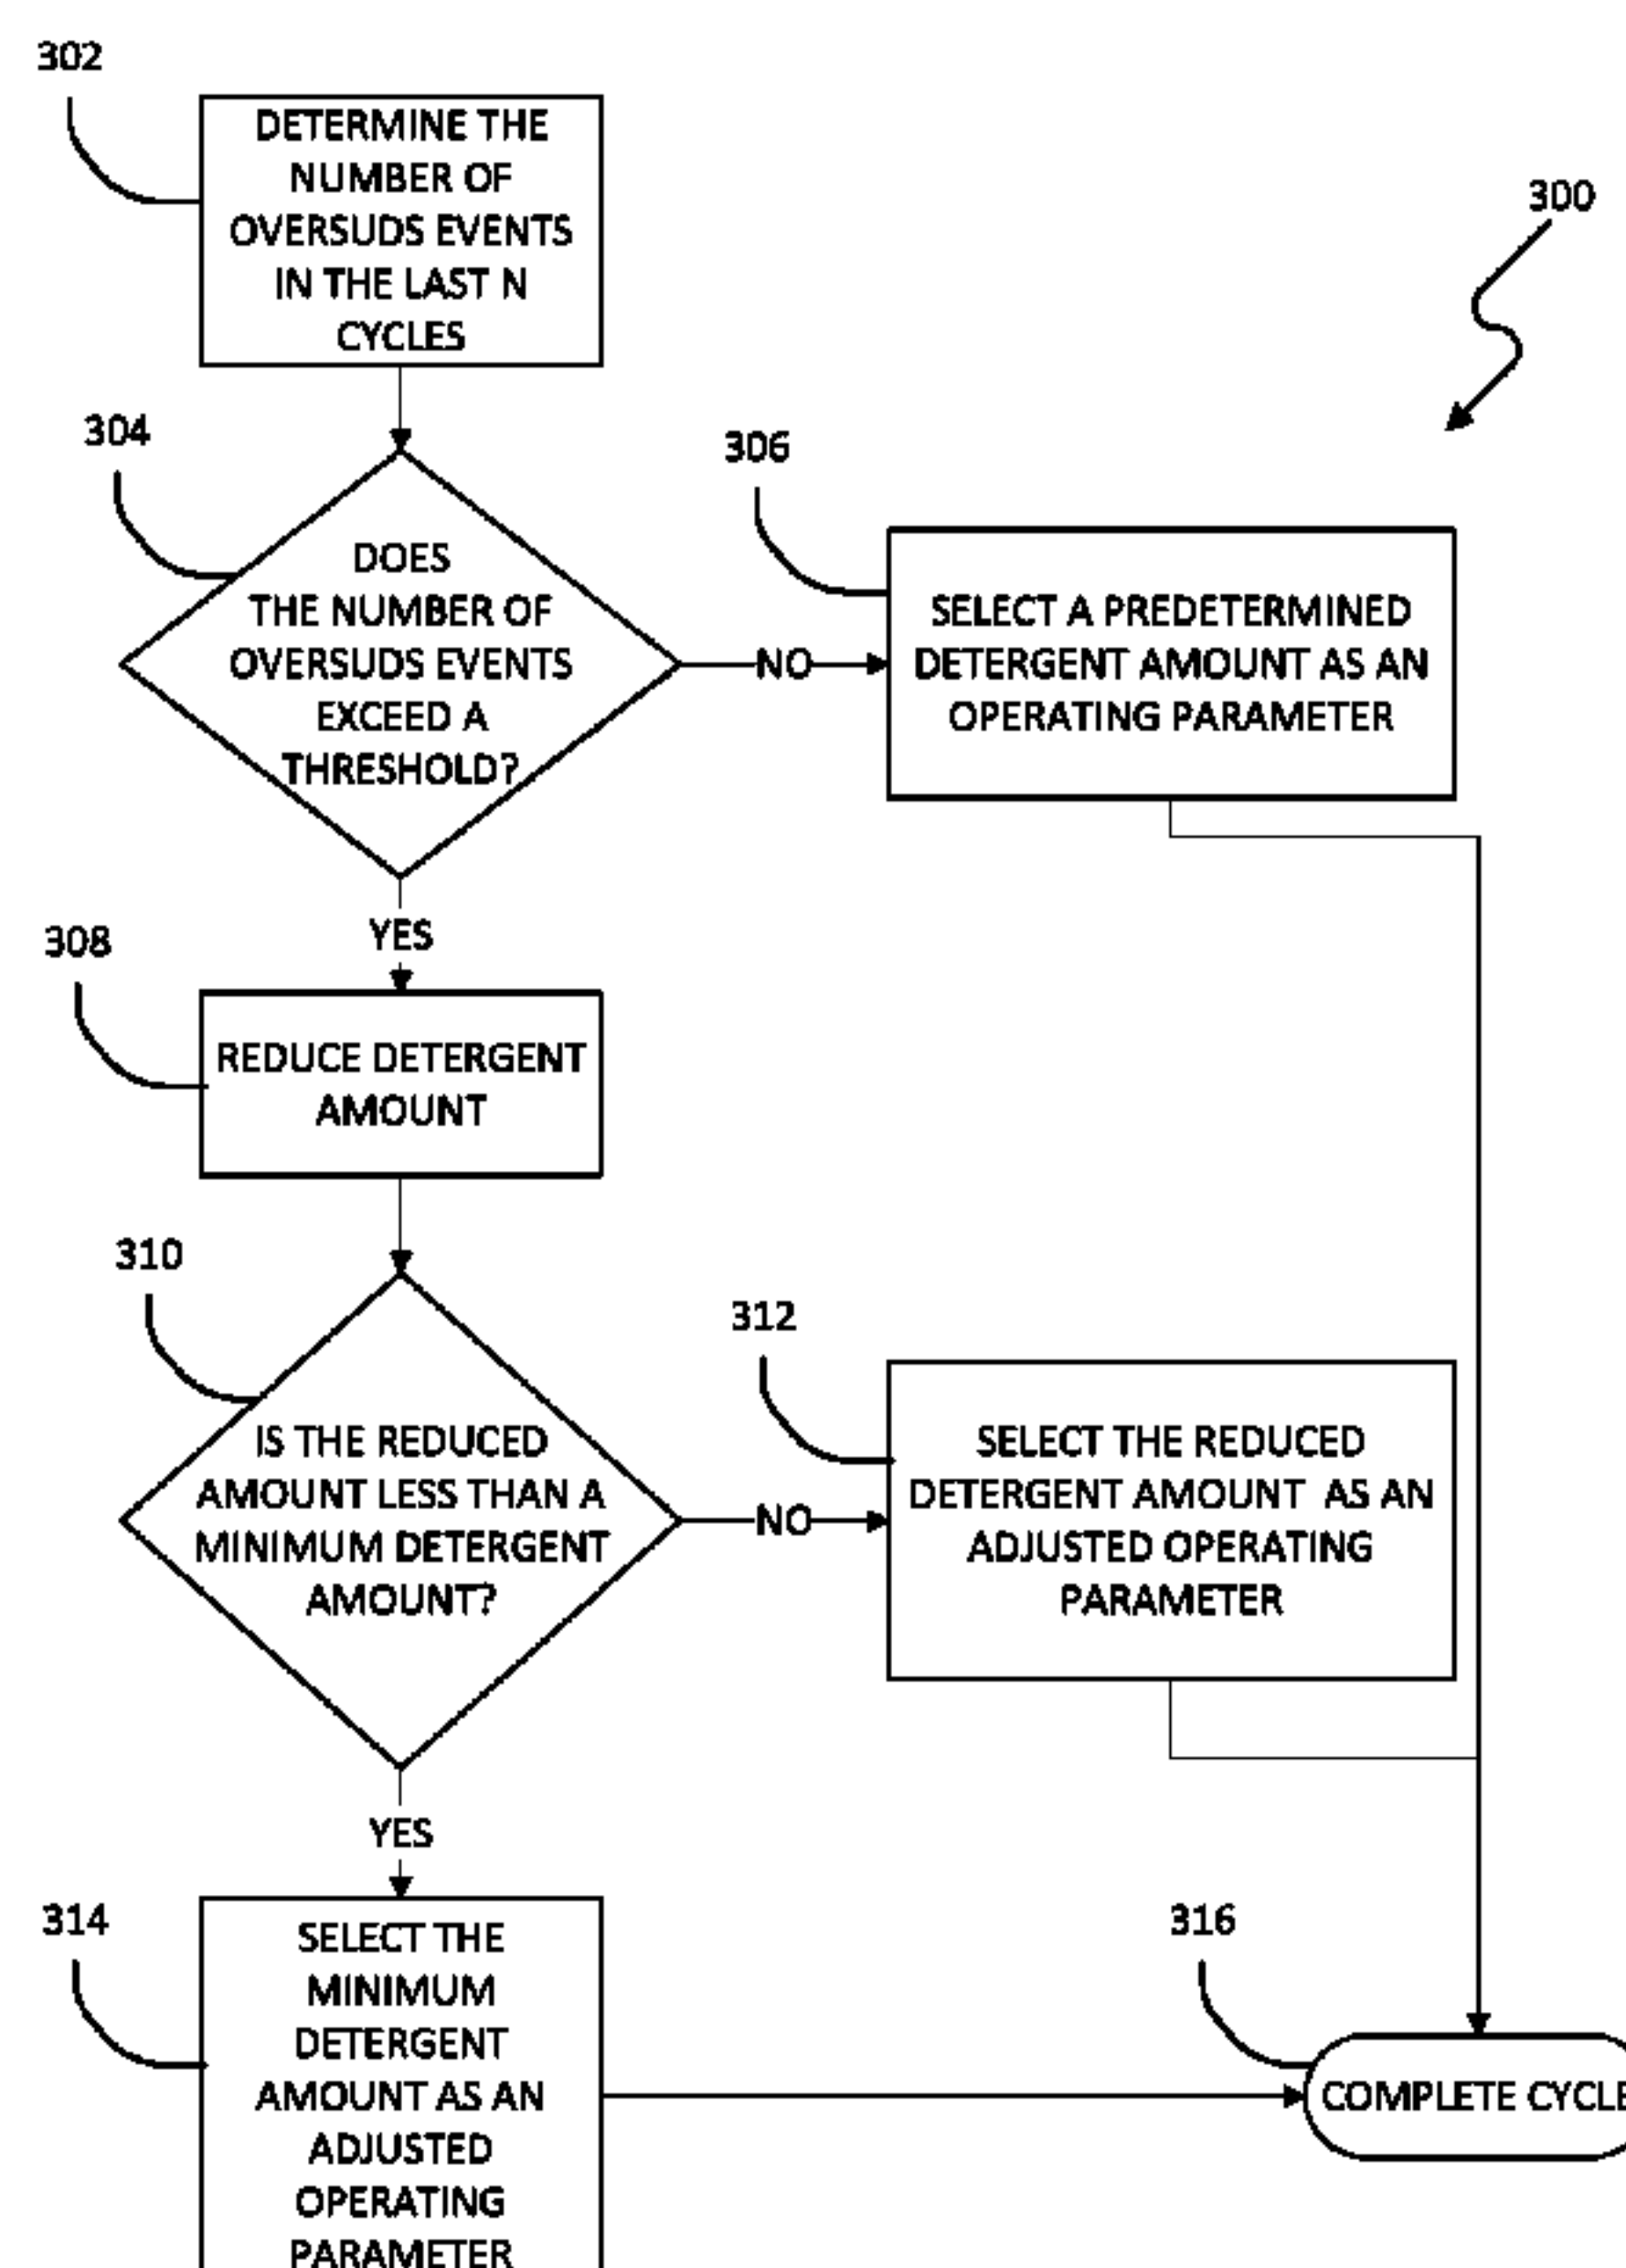 302
DETERMINE THE
NUMBER OF
OVERSUDS EVENTS
IN THE LAST N
CYCLES
300
304
DOES
THE NUMBER OF
OVERSUDS EVENTS
EXCEED A
THRESHOLD?
NO
306
SELECT A PREDETERMINED
DETERGENT AMOUNT AS AN
OPERATING PARAMETER
YES
308
REDUCE DETERGENT
AMOUNT
310
IS THE REDUCED
AMOUNT LESS THAN A
MINIMUM DETERGENT
AMOUNT?
NO
312
SELECT THE REDUCED
DETERGENT AMOUNT AS AN
ADJUSTED OPERATING
PARAMETER
YES
314
SELECT THE
MINIMUM
DETERGENT
AMOUNT AS AN
ADJUSTED
OPERATING
PARAMETER
316
COMPLETE CYCLE